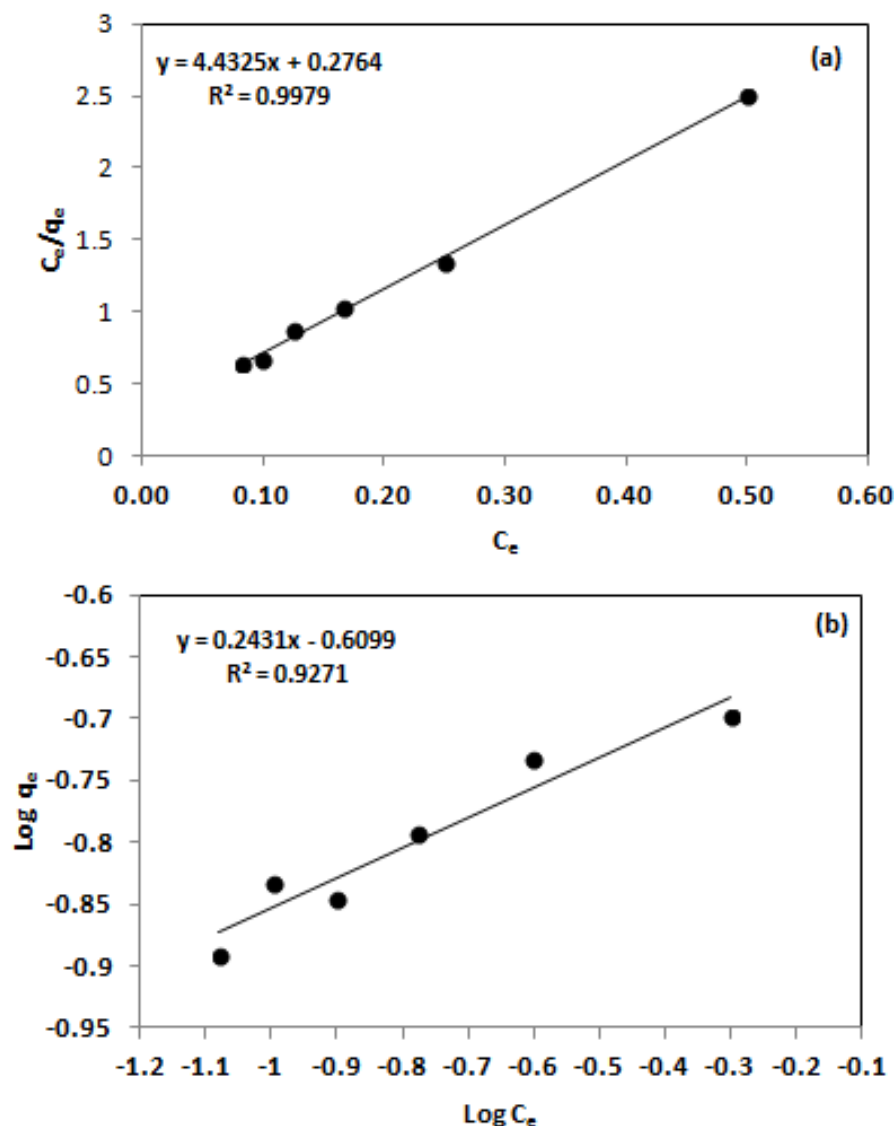 3
y = 4.4325x + 0.2764
(a)
R² = 0.9979
2.5
2
Cₑ/qₑ
1.5
1
0.5
0
0.00 0.10 0.20 0.30 0.40 0.50 0.60
Cₑ
-0.6
y = 0.2431x - 0.6099
(b)
R² = 0.9271
-0.65
-0.7
-0.75
Log qₑ
-0.8
-0.85
-0.9
-0.95
-1.2 -1.1 -1 -0.9 -0.8 -0.7 -0.6 -0.5 -0.4 -0.3 -0.2 -0.1
Log Cₑ